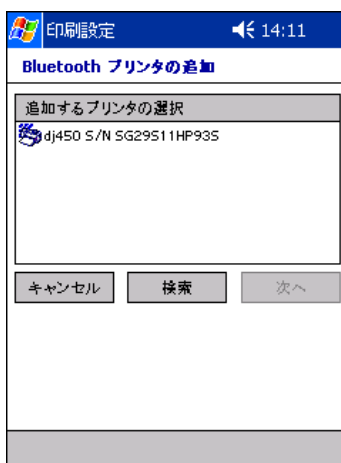 印刷設定 14:11
Bluetooth プリンタの追加
追加するプリンタの選択
dj450 S/N SG29S11HP93S
キャンセル 検索 次へ